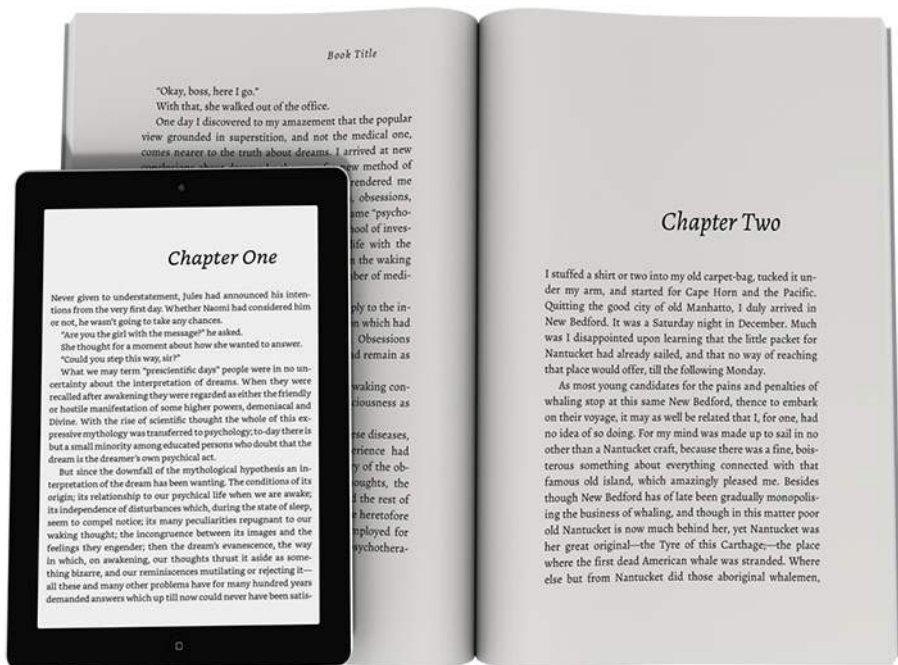 Book Title
"Okay, boss, here I go."
With that, she walked out of the office.
One day I discovered to my amazement that the popular
view grounded in superstition, and not the medical one,
comes nearer to the truth about dreams. I arrived at new
new method of
rendered me
obsessions,
ame "psycho-
ool of inves-
ife with the
n the waking
ber of medi-
ply to the in-
n which had
Obsessions
d remain as
waking con-
ciousness as
ese diseases,
erience had
y of the ob-
oughts, the
d the rest of
e heretofore
mployed for
sychothera-
Chapter One
Never given to understatement, Jules had announced his inten-
tions from the very first day. Whether Naomi had considered him
or not, he wasn't going to take any chances.
"Are you the girl with the message?" he asked.
She thought for a moment about how she wanted to answer.
"Could you step this way, sir?"
What we may term "prescientific days" people were in no un-
certainty about the interpretation of dreams. When they were
recalled after awakening they were regarded as either the friendly
or hostile manifestation of some higher powers, demoniacal and
Divine. With the rise of scientific thought the whole of this ex-
pressive mythology was transferred to psychology; to-day there is
but a small minority among educated persons who doubt that the
dream is the dreamer's own psychical act.
But since the downfall of the mythological hypothesis an in-
terpretation of the dream has been wanting. The conditions of its
origin; its relationship to our psychical life when we are awake;
its independence of disturbances which, during the state of sleep,
seem to compel notice; its many peculiarities repugnant to our
waking thought; the incongruence between its images and the
feelings they engender; then the dream's evanescence, the way
in which, on awakening, our thoughts thrust it aside as some-
thing bizarre, and our reminiscences mutilating or rejecting it—
all these and many other problems have for many hundred years
demanded answers which up till now could never have been satis-
Chapter Two
I stuffed a shirt or two into my old carpet-bag, tucked it un-
der my arm, and started for Cape Horn and the Pacific.
Quitting the good city of old Manhatto, I duly arrived in
New Bedford. It was a Saturday night in December. Much
was I disappointed upon learning that the little packet for
Nantucket had already sailed, and that no way of reaching
that place would offer, till the following Monday.
As most young candidates for the pains and penalties of
whaling stop at this same New Bedford, thence to embark
on their voyage, it may as well be related that I, for one, had
no idea of so doing. For my mind was made up to sail in no
other than a Nantucket craft, because there was a fine, bois-
terous something about everything connected with that
famous old island, which amazingly pleased me. Besides
though New Bedford has of late been gradually monopolis-
ing the business of whaling, and though in this matter poor
old Nantucket is now much behind her, yet Nantucket was
her great original—the Tyre of this Carthage;—the place
where the first dead American whale was stranded. Where
else but from Nantucket did those aboriginal whalemen,